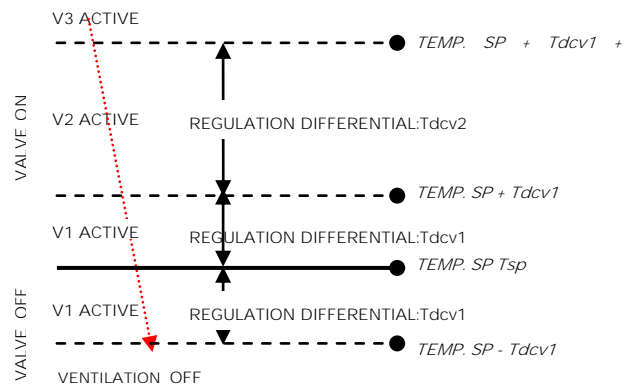 V3 ACTIVE
TEMP. SP + Tdcv1 +
VALVE ON
V2 ACTIVE
REGULATION DIFFERENTIAL:Tdcv2
TEMP. SP + Tdcv1
V1 ACTIVE
REGULATION DIFFERENTIAL:Tdcv1
TEMP. SP Tsp
VALVE OFF
V1 ACTIVE
REGULATION DIFFERENTIAL:Tdcv1
TEMP. SP - Tdcv1
VENTILATION OFF